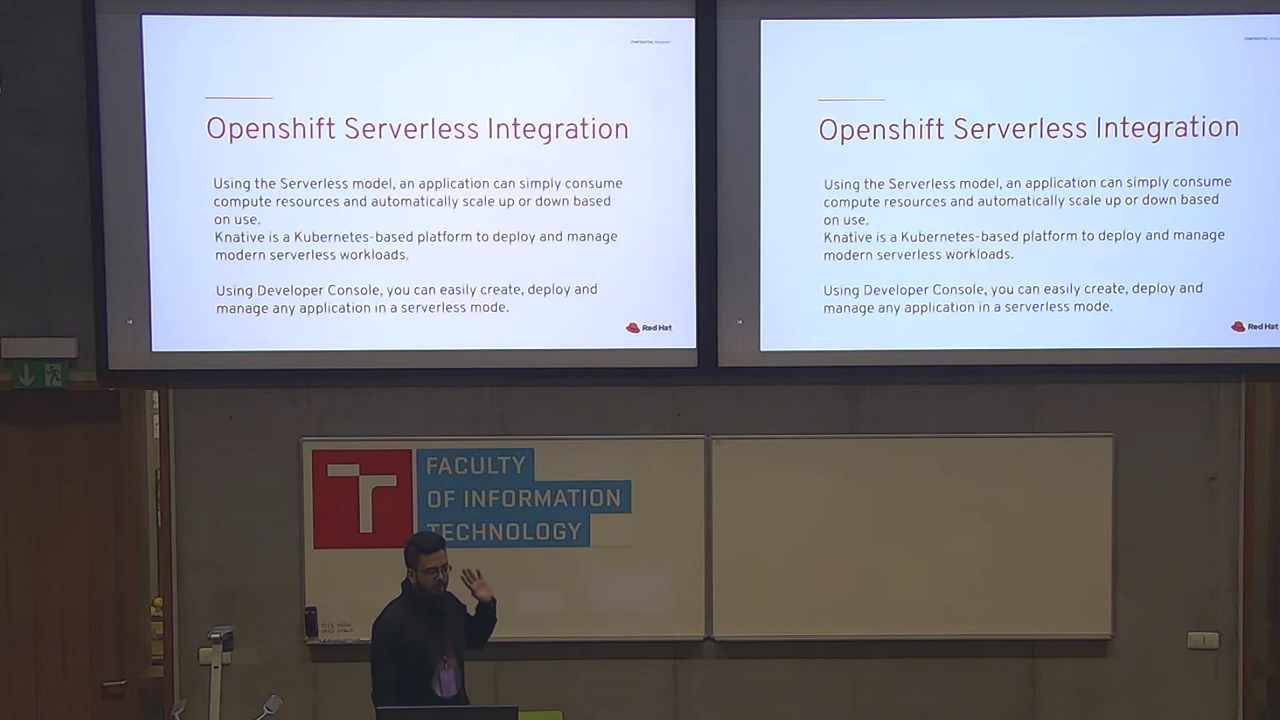 CONFIDENTIAL
Openshift Serverless Integration
Using the Serverless model, an application can simply consume
compute resources and automatically scale up or down based
on use.
Knative is a Kubernetes-based platform to deploy and manage
modern serverless workloads.
Using Developer Console, you can easily create, deploy and
manage any application in a serverless mode.
Red Hat
Openshift Serverless Integration
Using the Serverless model, an application can simply consume
compute resources and automatically scale up or down based
on use.
Knative is a Kubernetes-based platform to deploy and manage
modern serverless workloads.
Using Developer Console, you can easily create, deploy and
manage any application in a serverless mode.
Red Hat
FACULTY
OF INFORMATION
TECHNOLOGY